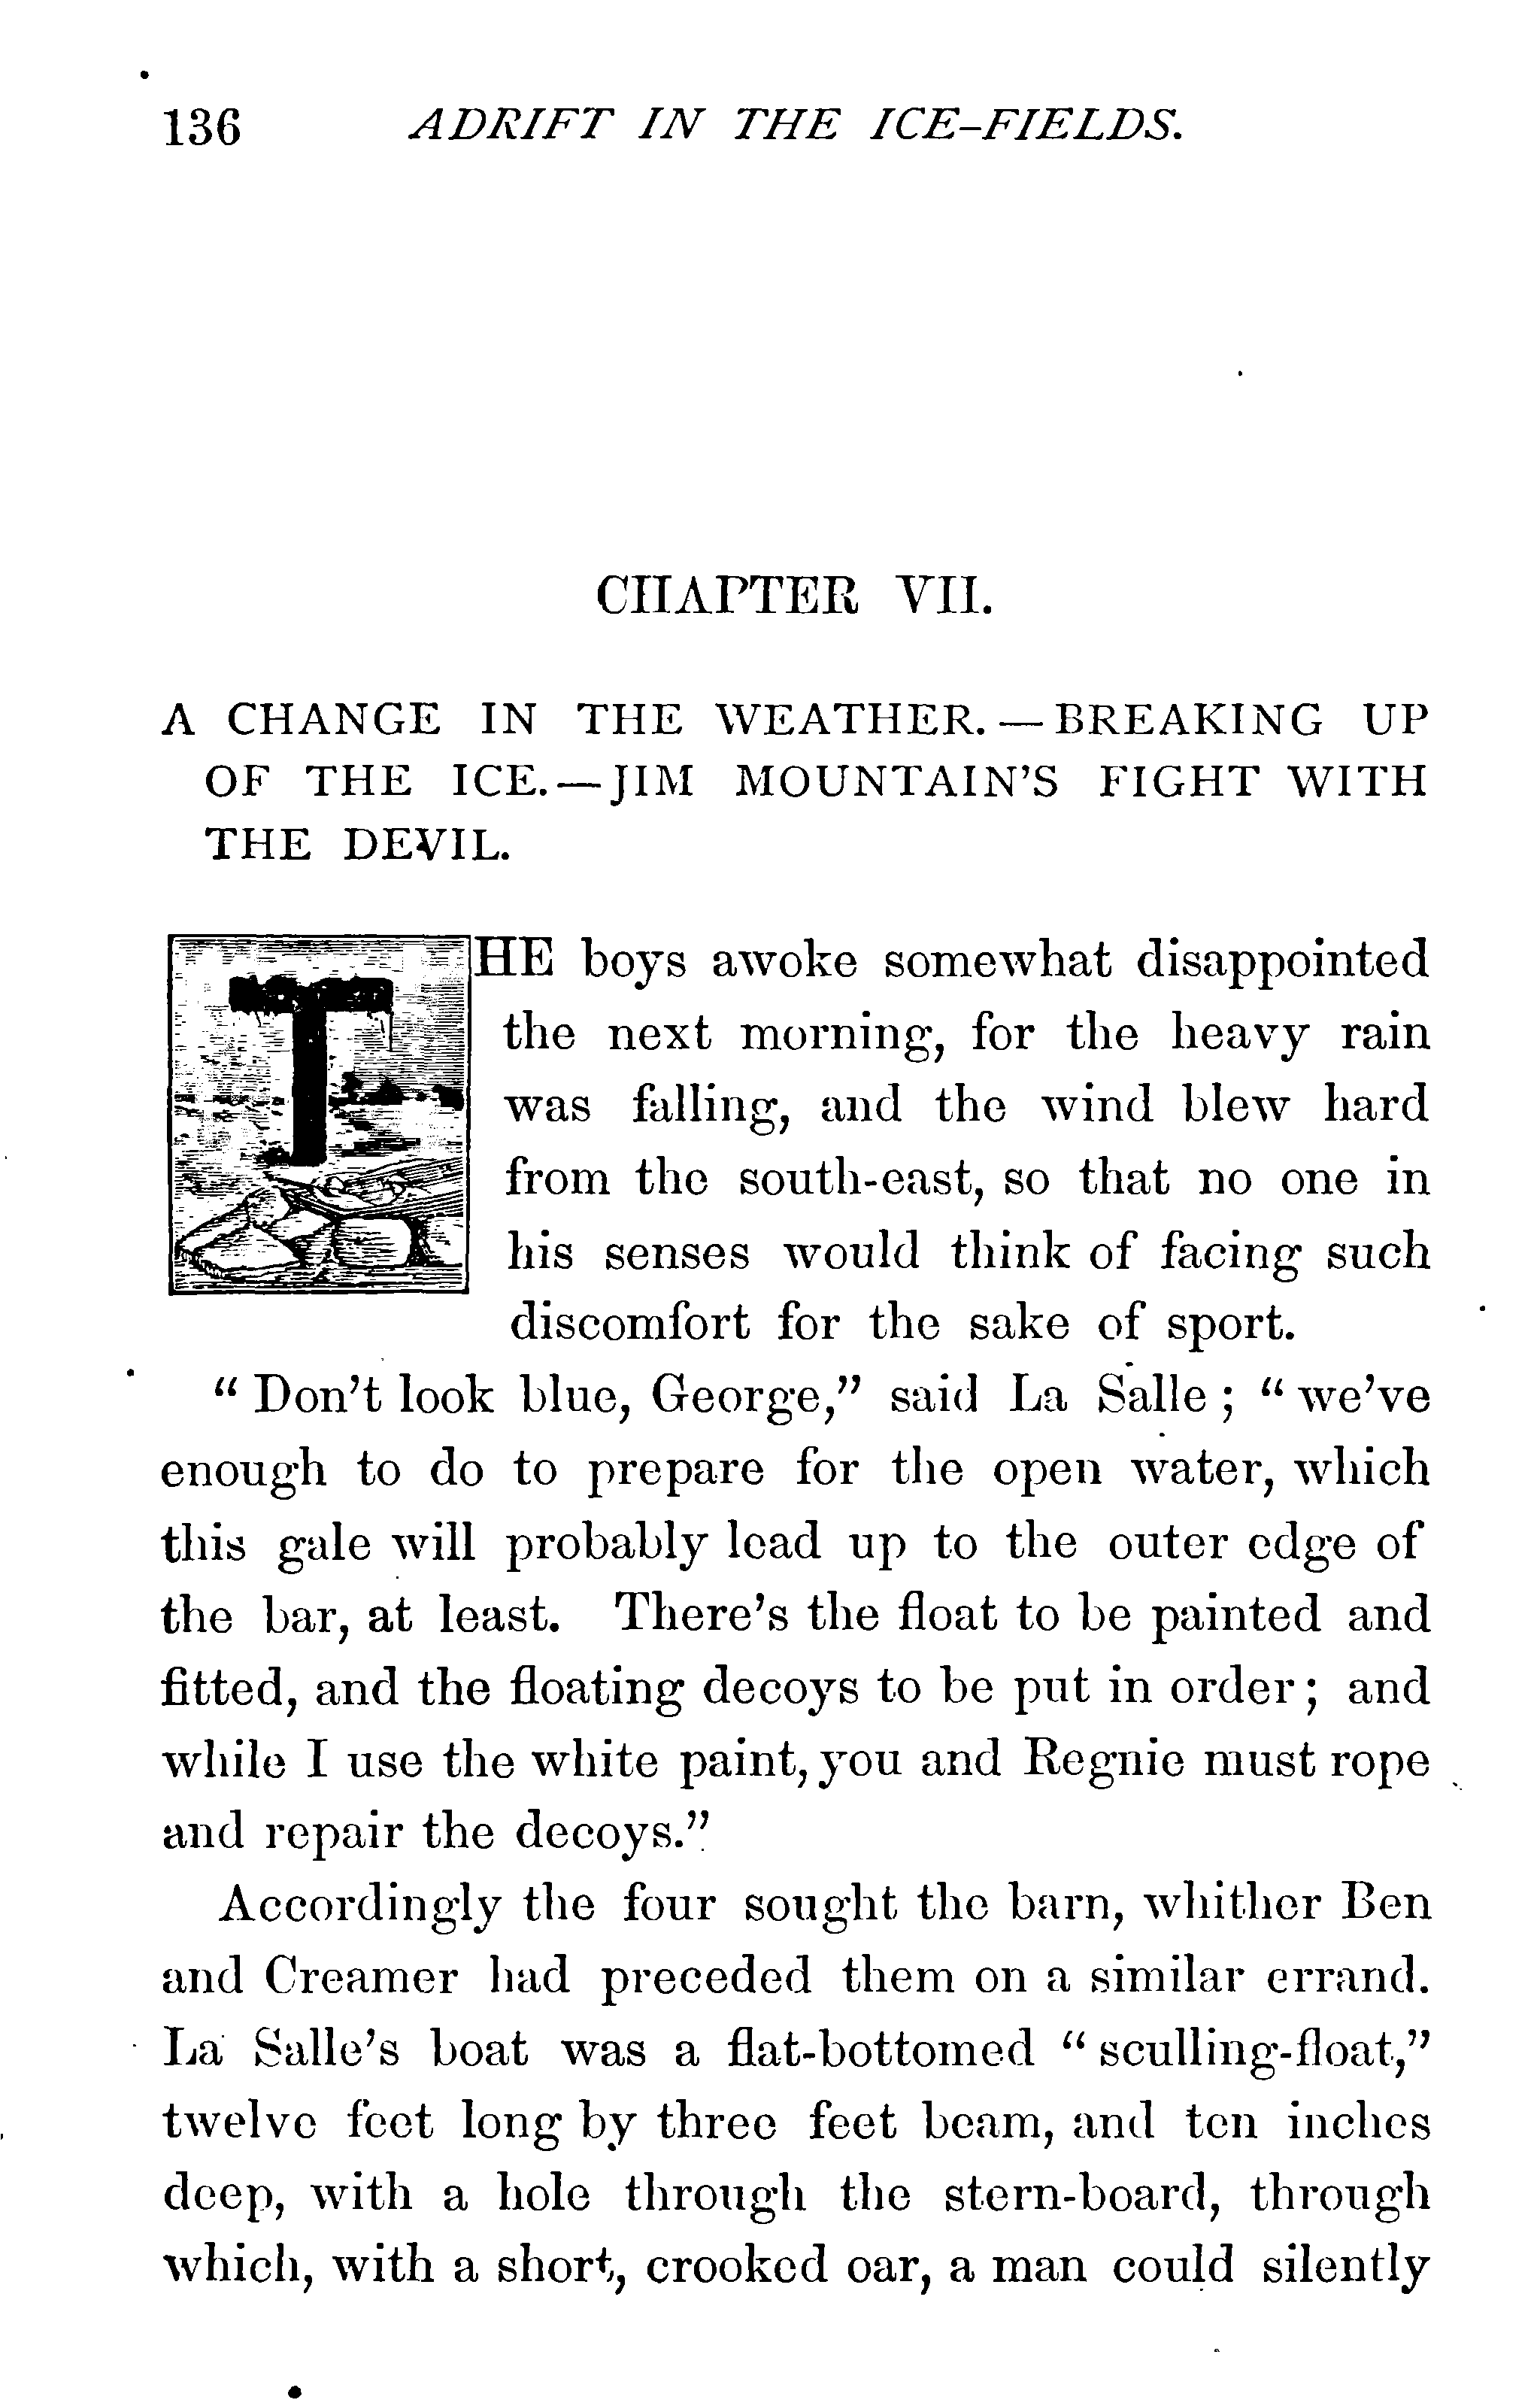 136 ADRIFT IN THE ICE-FIELDS.
CHAPTER VII.
A CHANGE IN THE WEATHER. — BREAKING UP
OF THE ICE. — JIM MOUNTAIN'S FIGHT WITH
THE DEVIL.
THE boys awoke somewhat disappointed
the next morning, for the heavy rain
was falling, and the wind blew hard
from the south-east, so that no one in
his senses would think of facing such
discomfort for the sake of sport.
"Don't look blue, George," said La Salle; "we've
enough to do to prepare for the open water, which
this gale will probably lead up to the outer edge of
the bar, at least. There's the float to be painted and
fitted, and the floating decoys to be put in order; and
while I use the white paint, you and Regnie must rope
and repair the decoys."
Accordingly the four sought the barn, whither Ben
and Creamer had preceded them on a similar errand.
La Salle's boat was a flat-bottomed "sculling-float,"
twelve feet long by three feet beam, and ten inches
deep, with a hole through the stern-board, through
which, with a short, crooked oar, a man could silently